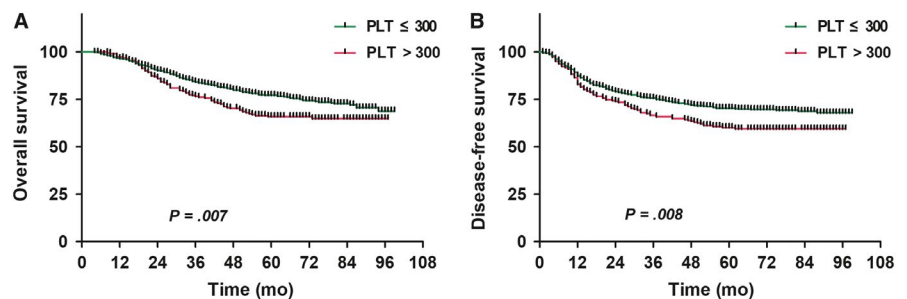 A
PLT ≤ 300
PLT > 300
Overall survival
100
75
50
25
0
P = .007
0 12 24 36 48 60 72 84 96 108
Time (mo)
B
PLT ≤ 300
PLT > 300
Disease-free survival
100
75
50
25
0
P = .008
0 12 24 36 48 60 72 84 96 108
Time (mo)